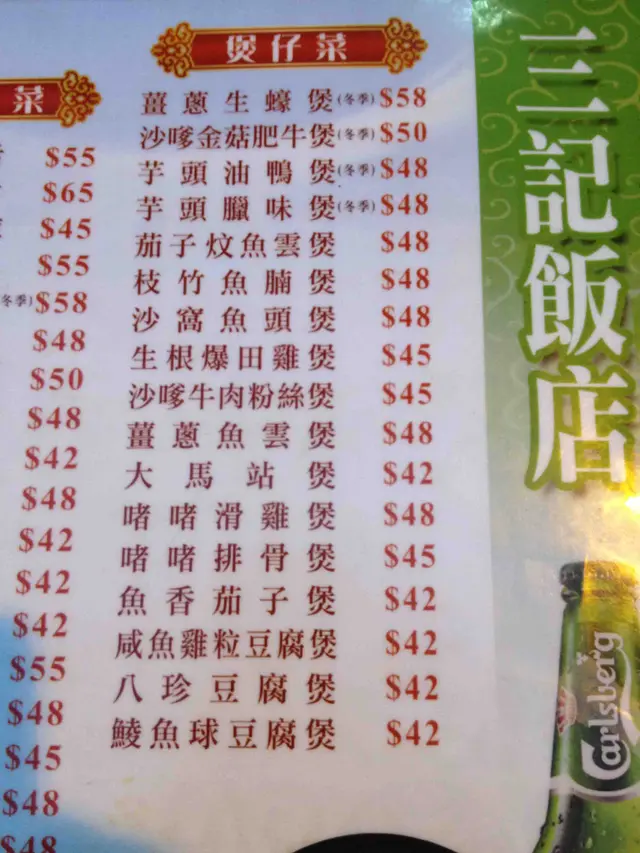 菜
$55
$65
$45
$55
(冬季)$58
$48
$50
$48
$42
$48
$42
$42
$42
$55
$48
$45
$48
$48
煲仔菜
薑蔥生蠔煲(冬季)$58
沙嗲金菇肥牛煲(冬季)$50
芋頭油鴨煲(冬季)$48
芋頭臘味煲(冬季)$48
茄子炆魚雲煲 $48
枝竹魚腩煲 $48
沙窩魚頭煲 $48
生根爆田雞煲 $45
沙嗲牛肉粉絲煲 $45
薑蔥魚雲煲 $48
大馬站煲 $42
啫啫滑雞煲 $48
啫啫排骨煲 $45
魚香茄子煲 $42
咸魚雞粒豆腐煲 $42
八珍豆腐煲 $42
鯪魚球豆腐煲 $42
三記飯店
Carlsberg